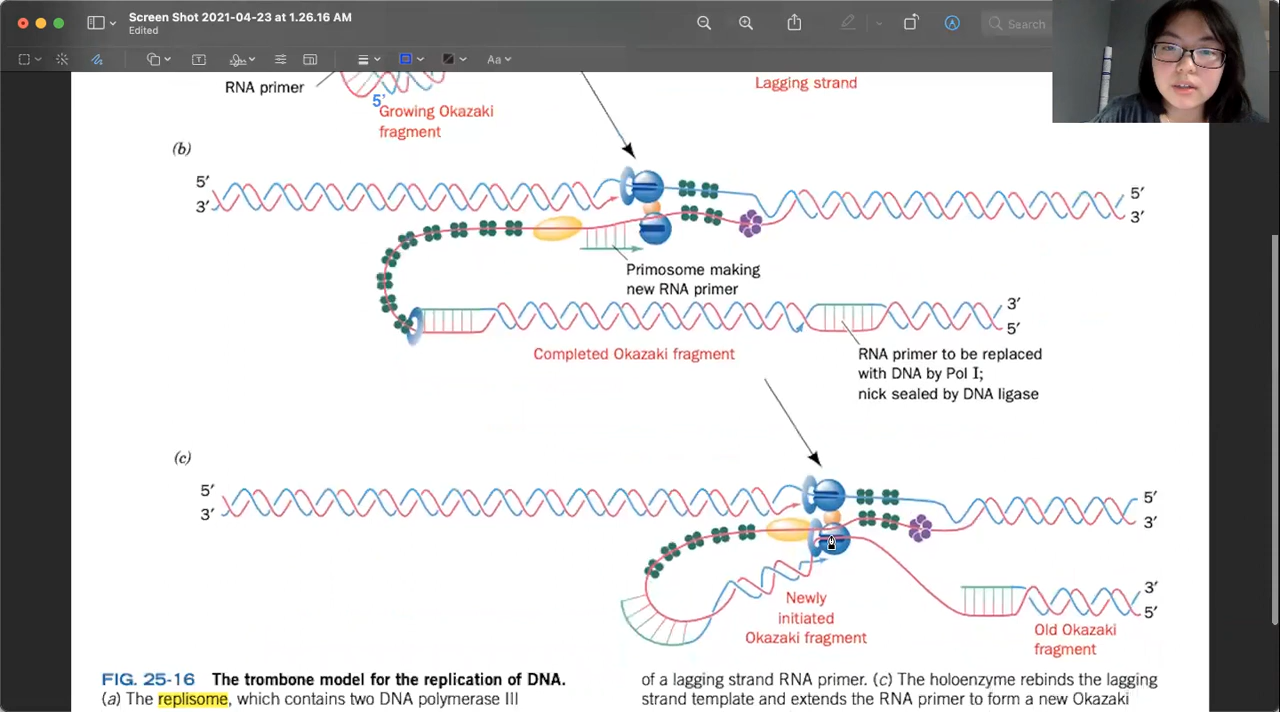 Screen Shot 2021-04-23 at 1.26.16 AM
Edited
Search
Aa
RNA primer
5'
Growing Okazaki
fragment
Lagging strand
(b)
5′
3′
5′
3′
Primosome making
new RNA primer
3′
5′
Completed Okazaki fragment
RNA primer to be replaced
with DNA by Pol I;
nick sealed by DNA ligase
(c)
5′
3′
5′
3′
Newly
initiated
Okazaki fragment
3′
5′
Old Okazaki
fragment
FIG. 25-16 The trombone model for the replication of DNA.
(a) The replisome, which contains two DNA polymerase III
of a lagging strand RNA primer. (c) The holoenzyme rebinds the lagging
strand template and extends the RNA primer to form a new Okazaki